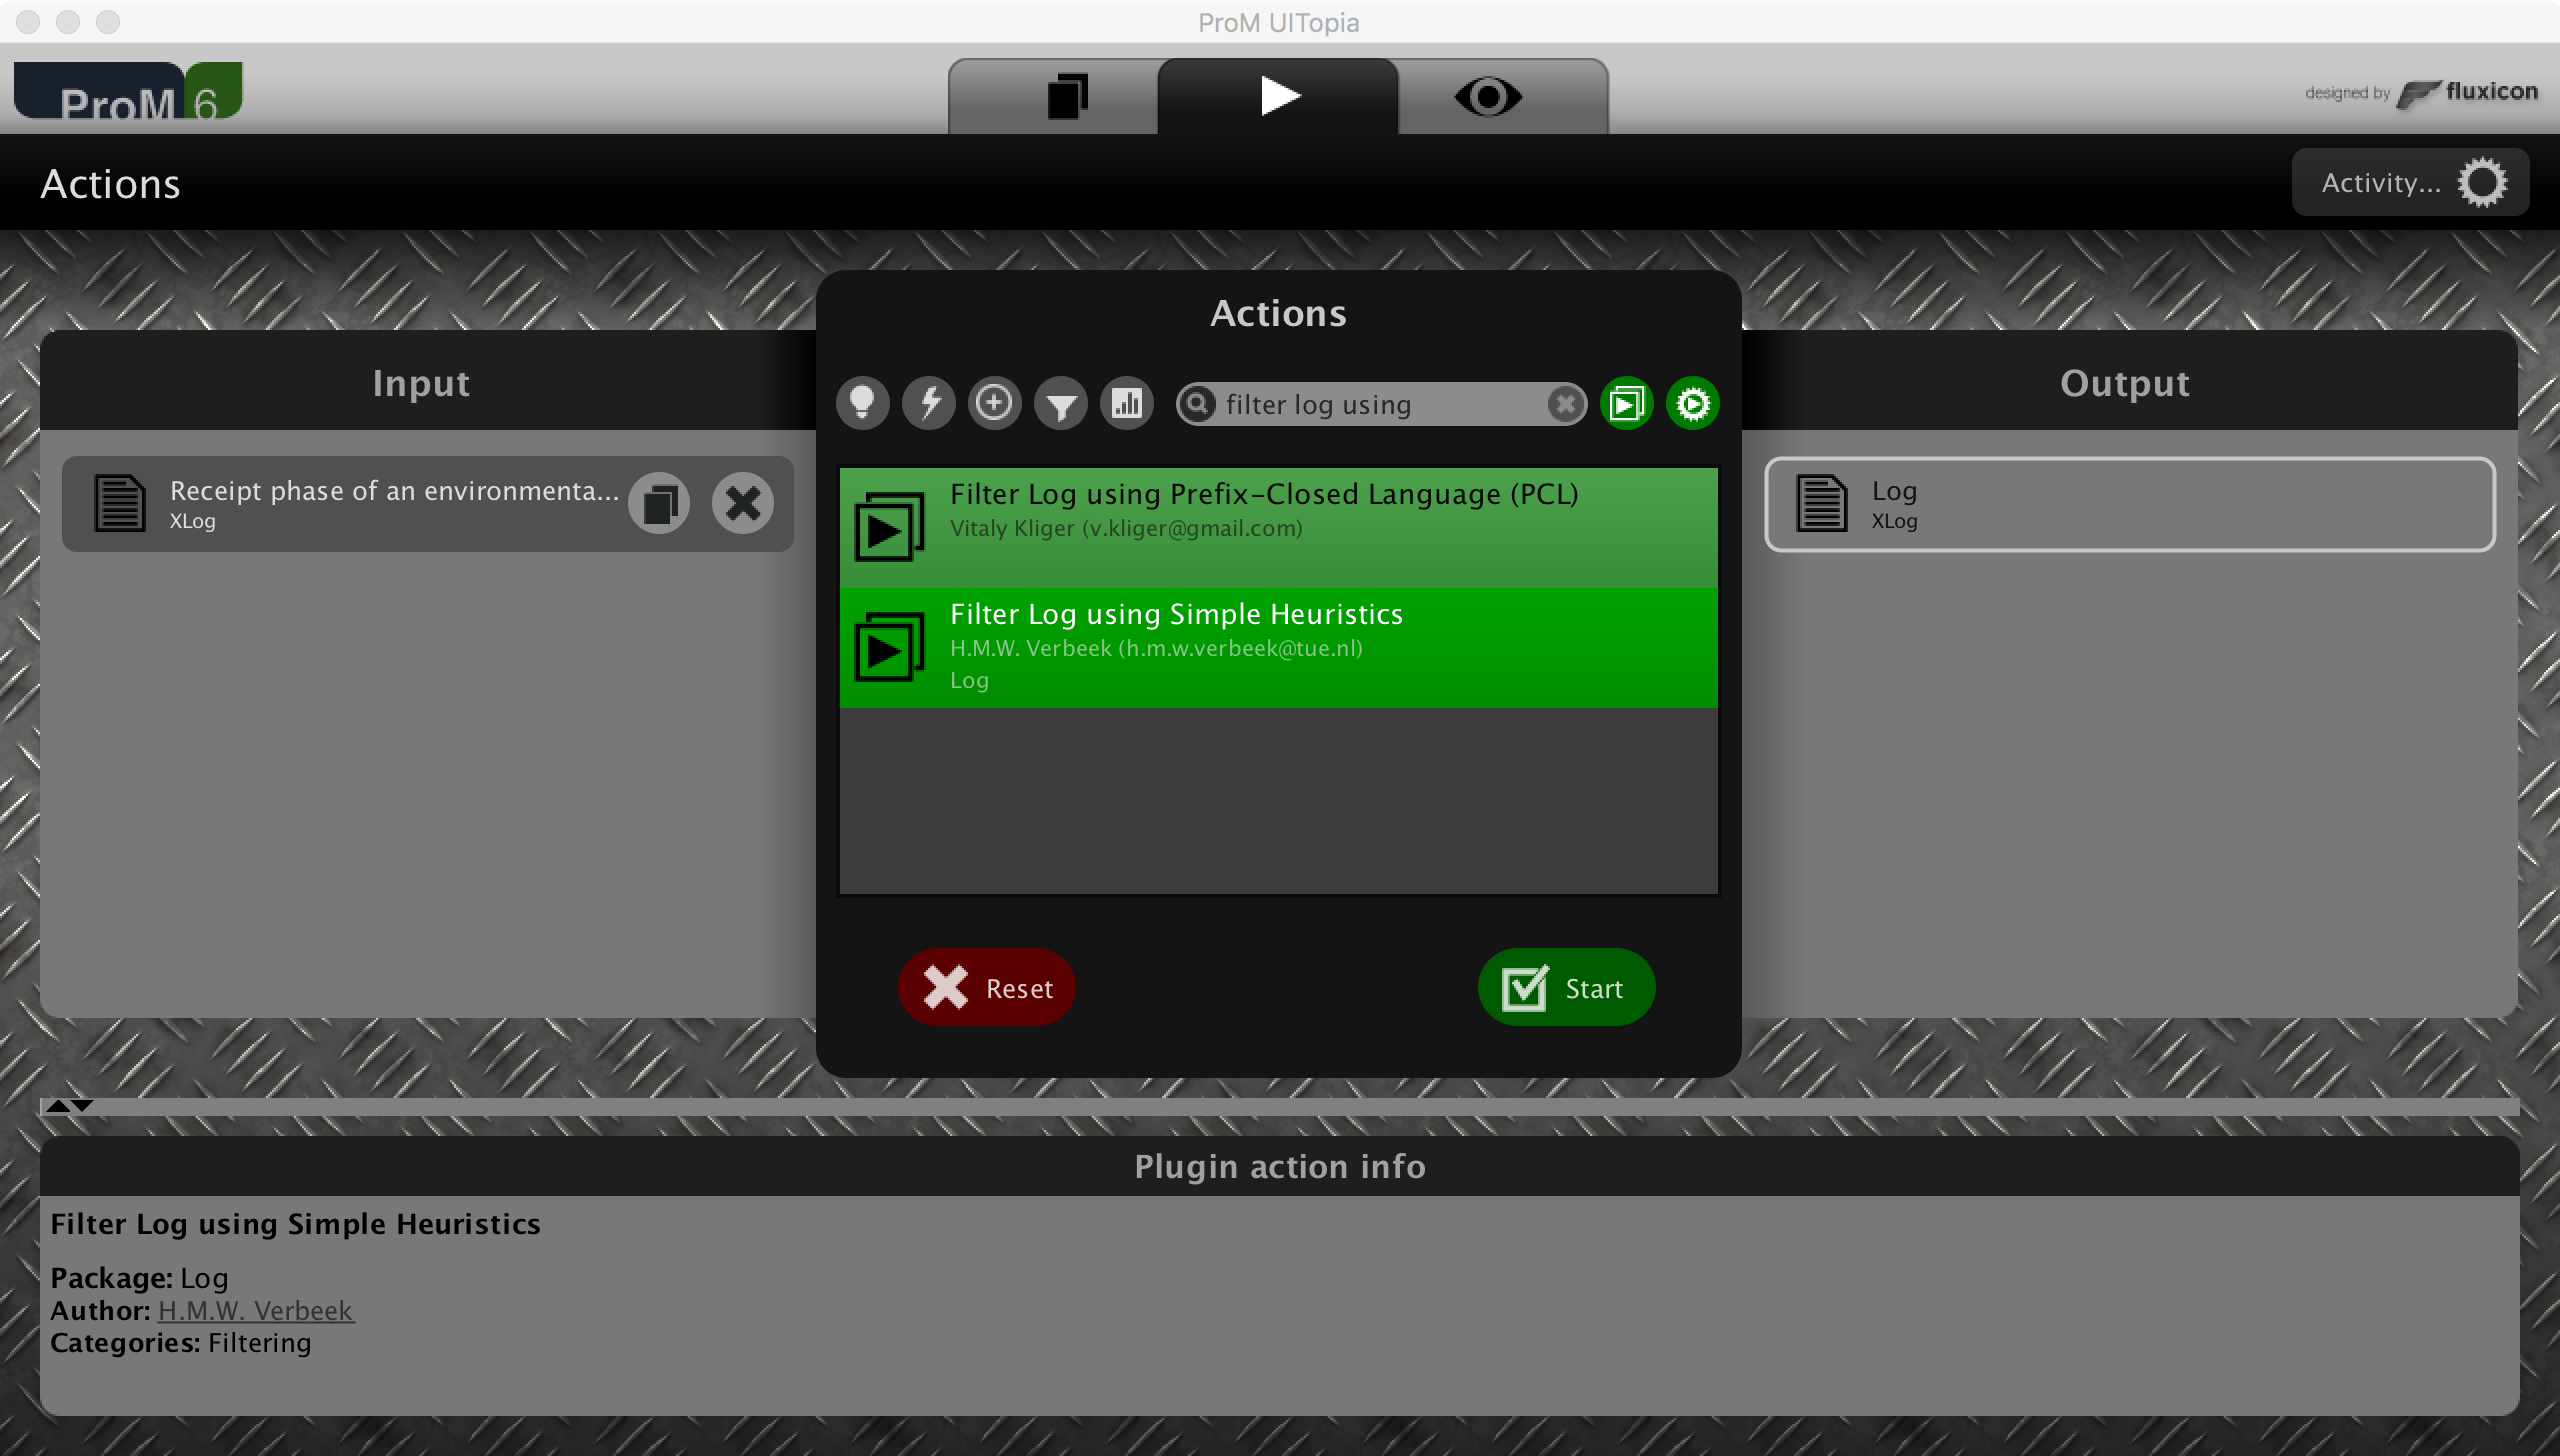 ProM UITopia
ProM 6
designed by fluxicon
Actions
Activity...
Actions
Input
filter log using
Output
Receipt phase of an environmenta...
XLog
Filter Log using Prefix-Closed Language (PCL)
Vitaly Kliger (v.kliger@gmail.com)
Filter Log using Simple Heuristics
H.M.W. Verbeek (h.m.w.verbeek@tue.nl)
Log
Log
XLog
Reset
Start
Plugin action info
Filter Log using Simple Heuristics
Package: Log
Author: H.M.W. Verbeek
Categories: Filtering